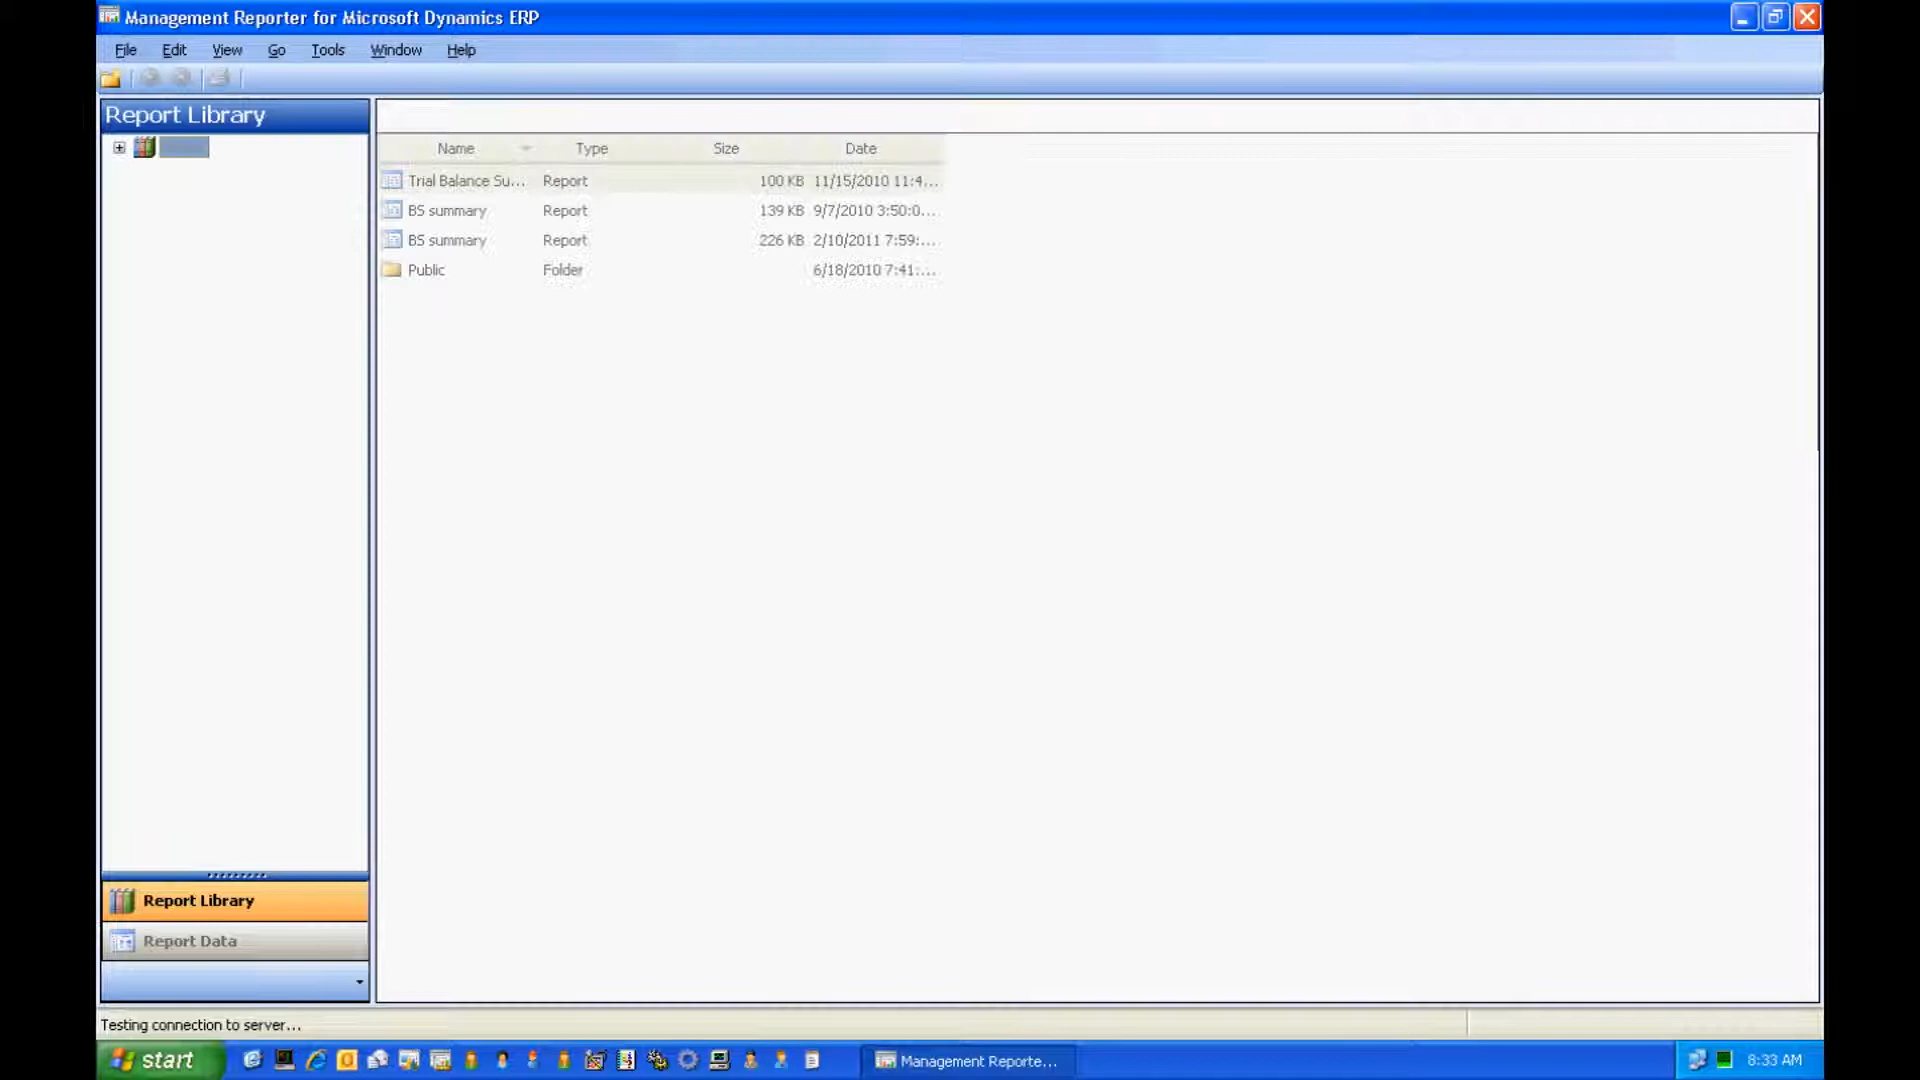 Management Reporter for Microsoft Dynamics ERP
File Edit View Go Tools Window Help
Report Library
Name Type Size Date
Trial Balance Su... Report 100 KB 11/15/2010 11:4...
BS summary Report 139 KB 9/7/2010 3:50:0...
BS summary Report 226 KB 2/10/2011 7:59:...
Public Folder 6/18/2010 7:41:...
Report Library
Report Data
Testing connection to server...
start Management Reporte... 8:33 AM